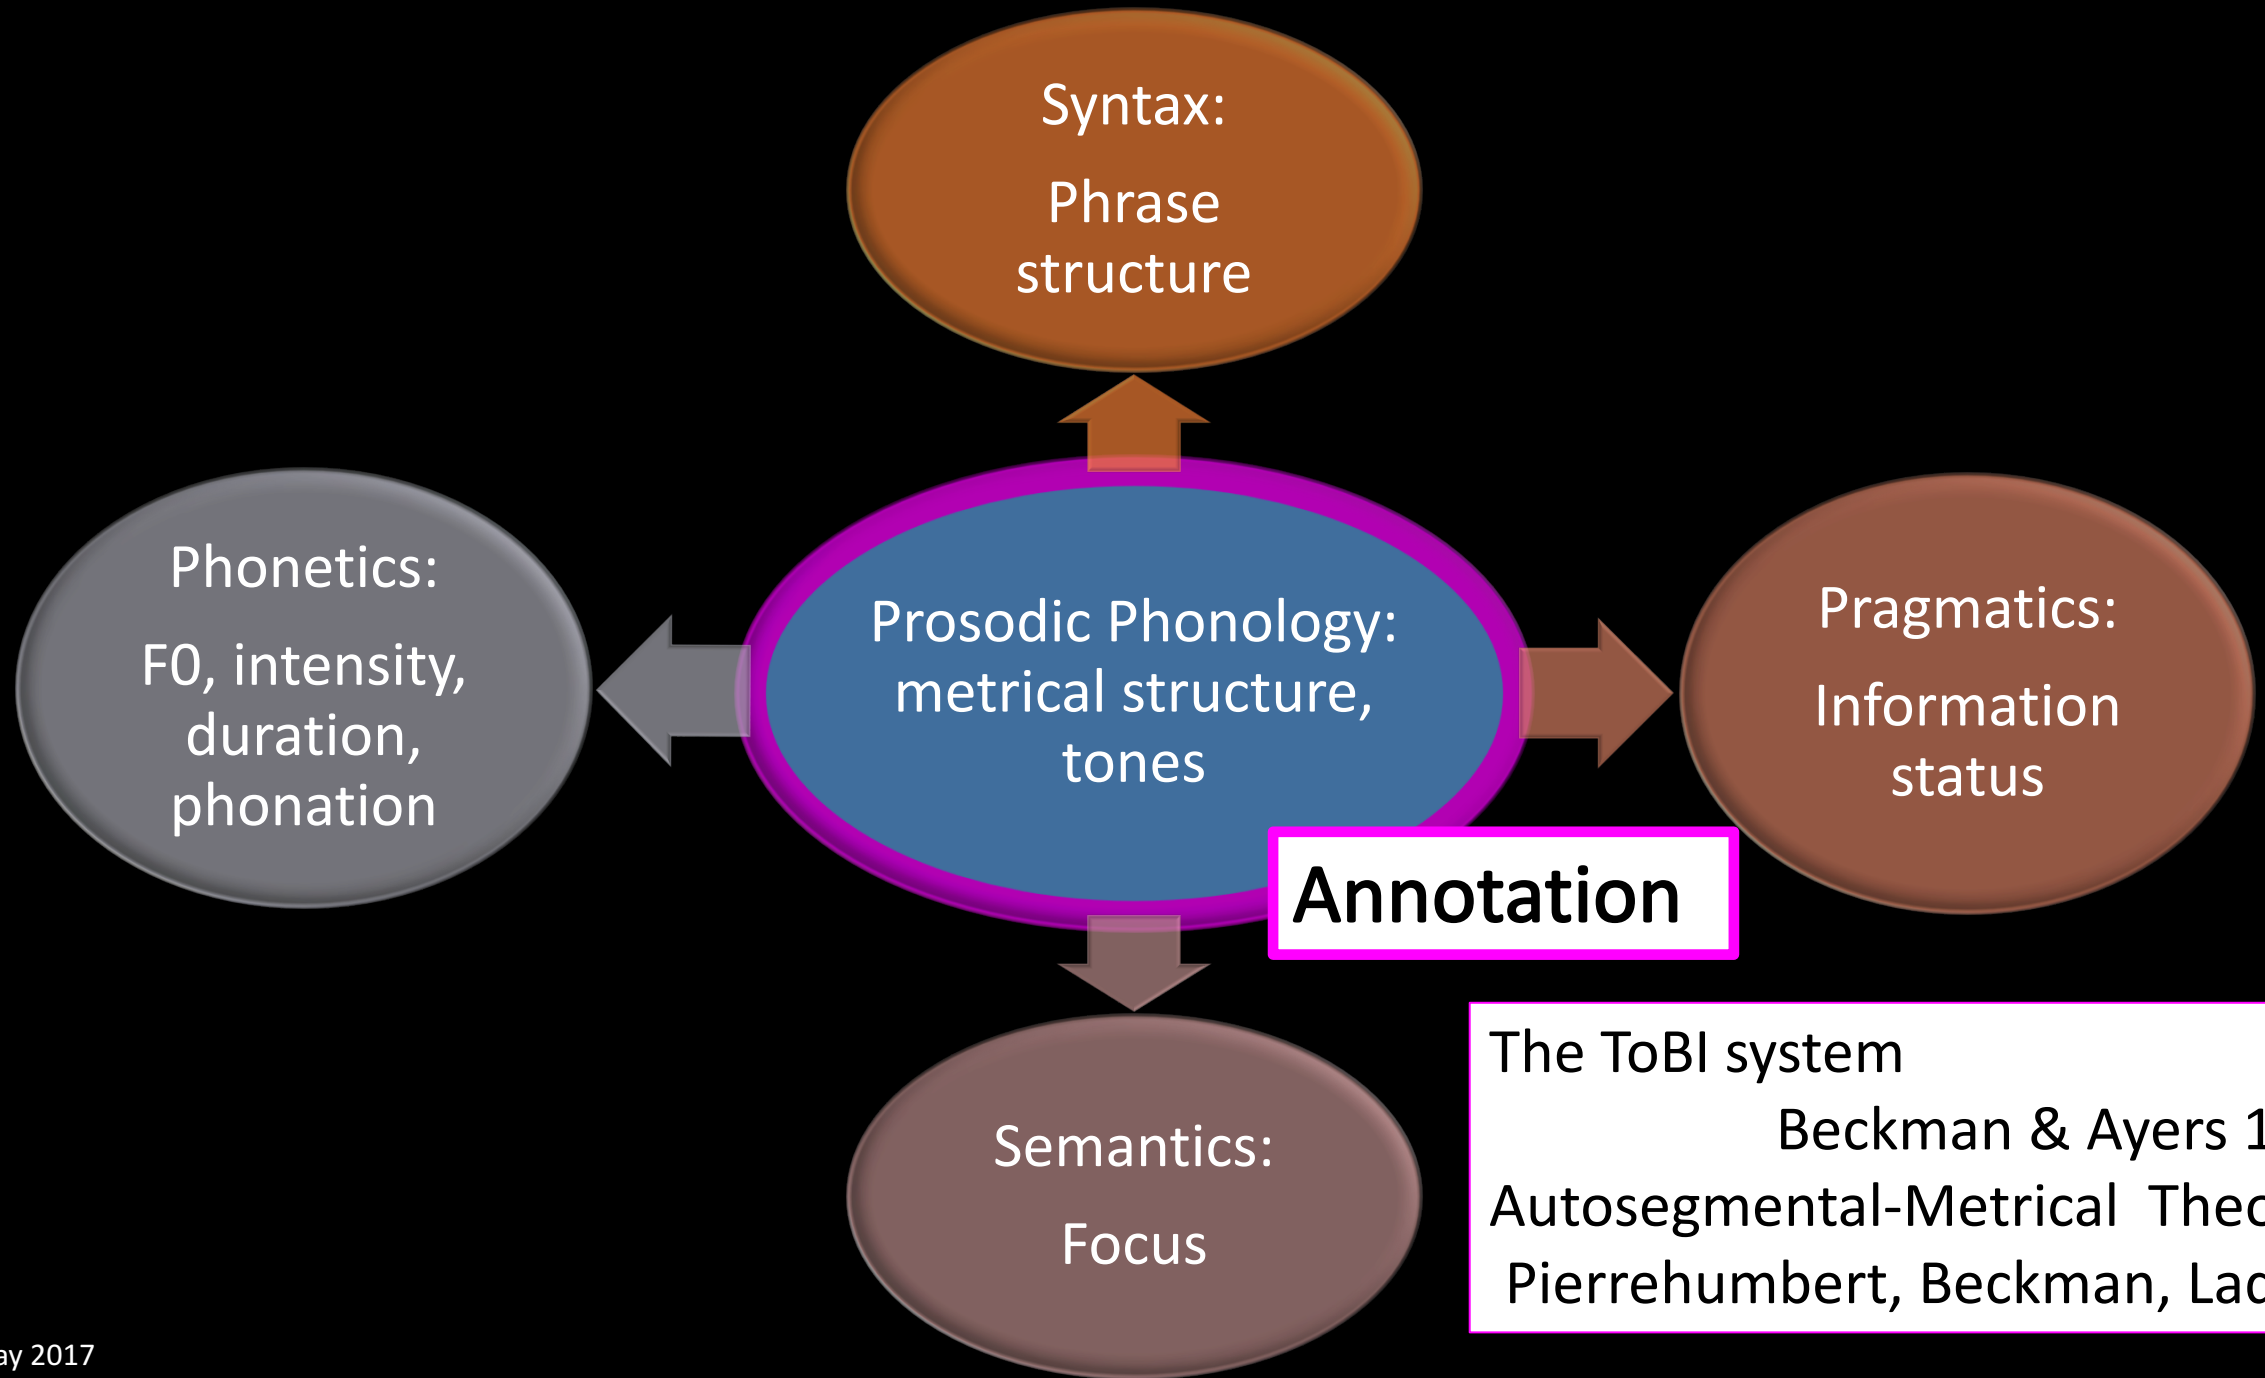 Syntax:
Phrase
structure
Phonetics:
F0, intensity,
duration,
phonation
Prosodic Phonology:
metrical structure,
tones
Pragmatics:
Information
status
Annotation
Semantics:
Focus
The ToBI system
Beckman & Ayers
Autosegmental-Metrical
Pierrehumbert, Beckman,
2017